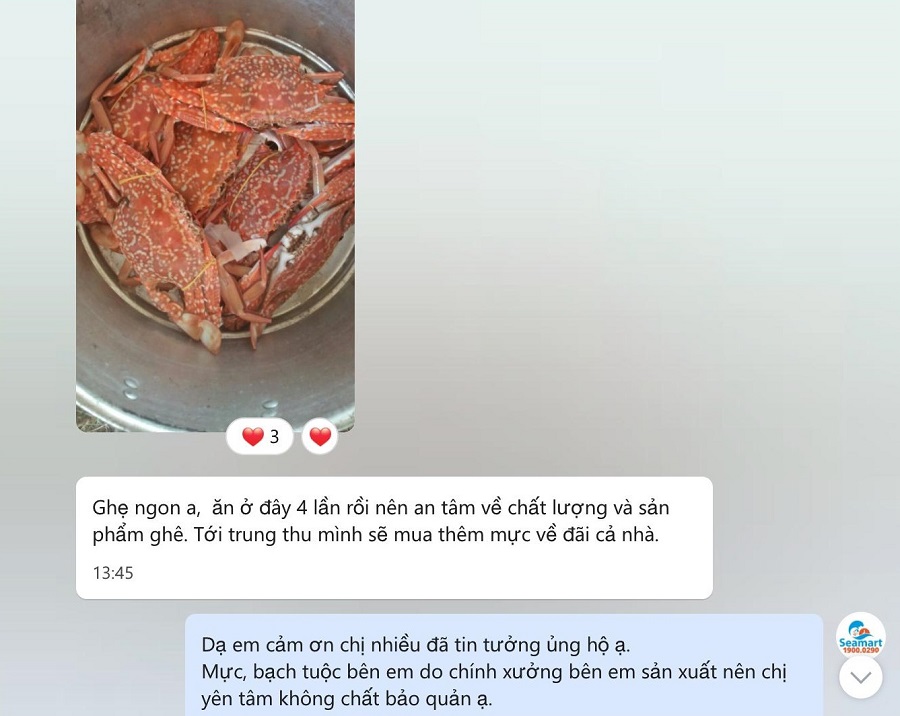 3
Ghẹ ngon a, ăn ở đây 4 lần rồi nên an tâm về chất lượng và sản
phẩm ghê. Tới trung thu mình sẽ mua thêm mực về đãi cả nhà.
13:45
Dạ em cảm ơn chị nhiều đã tin tưởng ủng hộ ạ.
Mực, bạch tuộc bên em do chính xưởng bên em sản xuất nên chị
yên tâm không chất bảo quản ạ.
Seamart
1900.0290